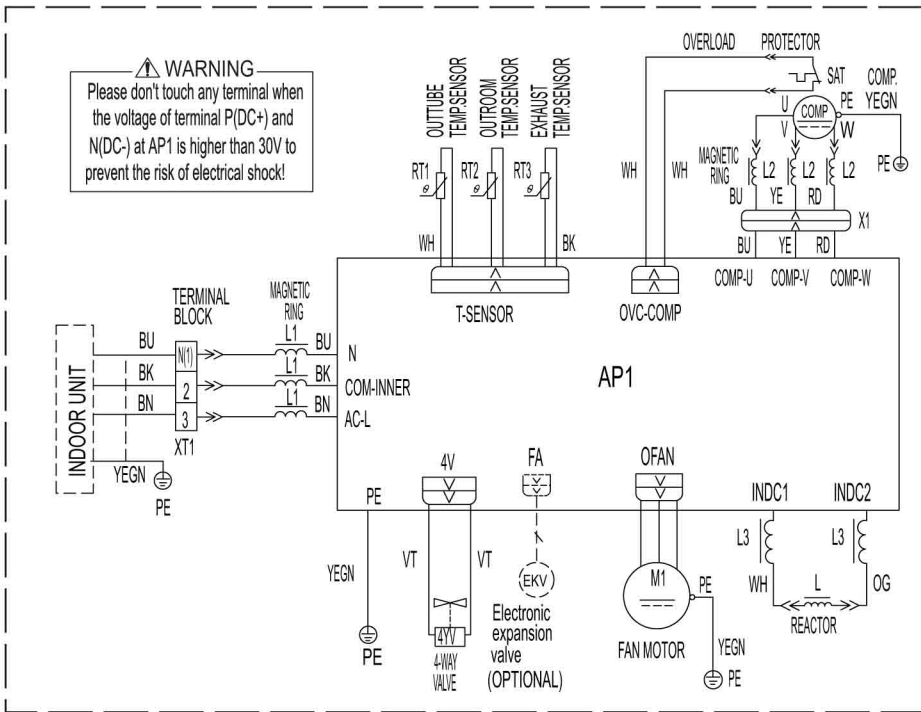 WARNING
Please don't touch any terminal when
the voltage of terminal P(DC+) and
N(DC-) at AP1 is higher than 30V to
prevent the risk of electrical shock!
OVERLOAD PROTECTOR
SAT
COMP.
YEGN
PE
U
COMP
V
W
PE
MAGNETIC
RING
L2
L2
L2
BU
YE
RD
X1
BU
YE
RD
COMP-U
COMP-V
COMP-W
OUTTUBE
TEMP.SENSOR
OUTROOM
TEMP.SENSOR
EXHAUST
TEMP.SENSOR
RT1
θ
RT2
θ
RT3
θ
WH
BK
T-SENSOR
WH
WH
OVC-COMP
INDOOR UNIT
TERMINAL
BLOCK
MAGNETIC
RING
BU
N(1)
L1
BU
N
BK
2
L1
BK
COM-INNER
BN
3
L1
BN
AC-L
XT1
YEGN
PE
AP1
PE
YEGN
PE
4V
VT
VT
4YV
4-WAY
VALVE
FA
EKV
Electronic
expansion
valve
(OPTIONAL)
OFAN
M1
PE
FAN MOTOR
YEGN
PE
INDC1
INDC2
L3
L3
WH
L
OG
REACTOR